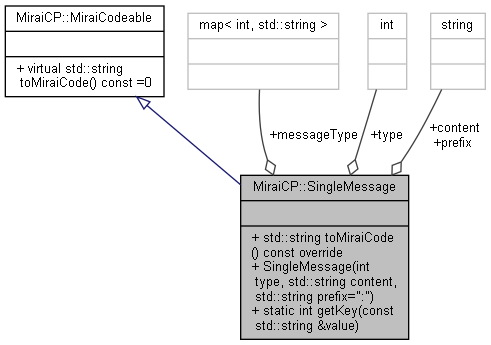 MiraiCP::MiraiCodeable
+ virtual std::string
toMiraiCode() const =0
map< int, std::string >
int
string
+messageType
+type
+content
+prefix
MiraiCP::SingleMessage
+ std::string toMiraiCode
() const override
+ SingleMessage(int
type, std::string content,
std::string prefix=":")
+ static int getKey(const
std::string &value)